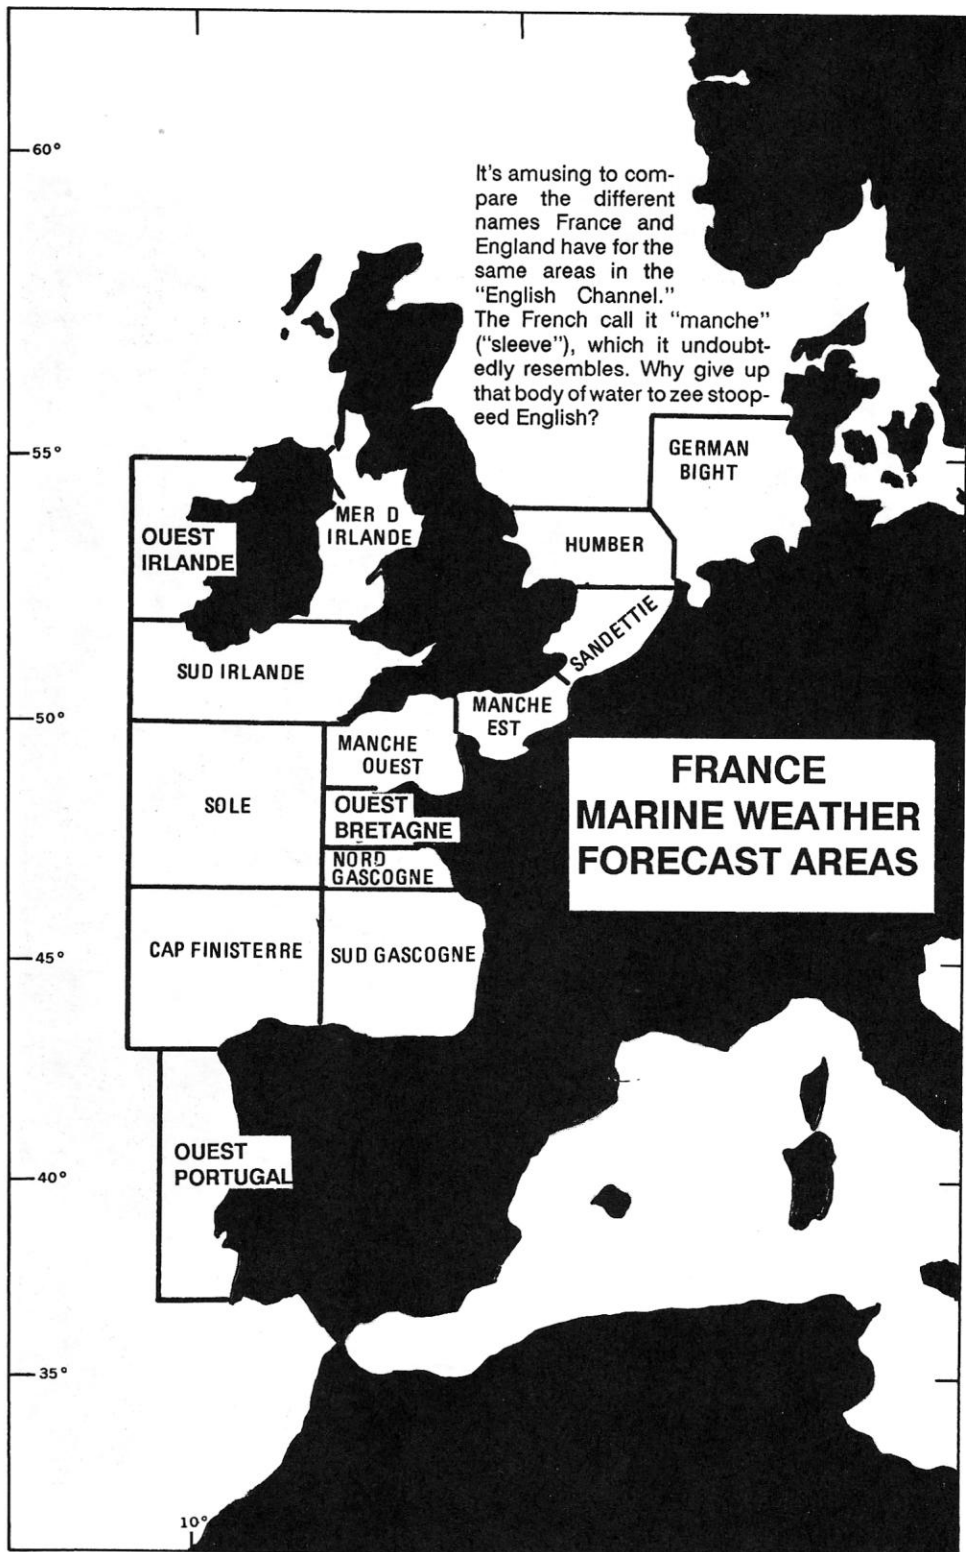 60°
It's amusing to com-
pare the different
names France and
England have for the
same areas in the
“English Channel.”
The French call it “manche”
(“sleeve”), which it undoubt-
edly resembles. Why give up
that body of water to zee stoop-
eed English?
55°
GERMAN
BIGHT
MER D
IRLANDE
OUEST
IRLANDE
HUMBER
SANDETTIE
SUD IRLANDE
MANCHE
EST
50°
MANCHE
OUEST
FRANCE
MARINE WEATHER
FORECAST AREAS
SOLE
OUEST
BRETAGNE
NORD
GASCOGNE
CAP FINISTERRE
SUD GASCOGNE
45°
OUEST
PORTUGAL
40°
35°
10°